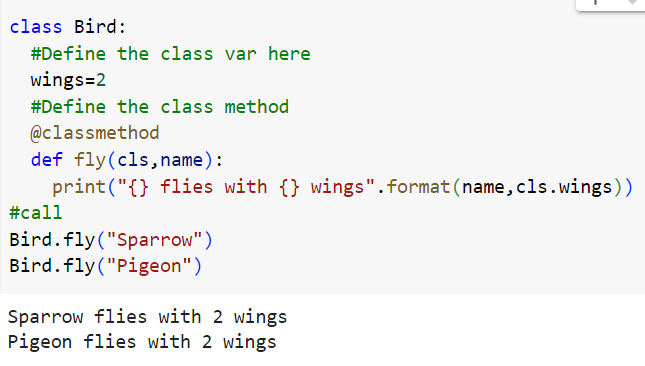 class Bird:
  #Define the class var here
  wings=2
  #Define the class method
  @classmethod
  def fly(cls,name):
    print("{} flies with {} wings".format(name,cls.wings))
#call
Bird.fly("Sparrow")
Bird.fly("Pigeon")
Sparrow flies with 2 wings
Pigeon flies with 2 wings